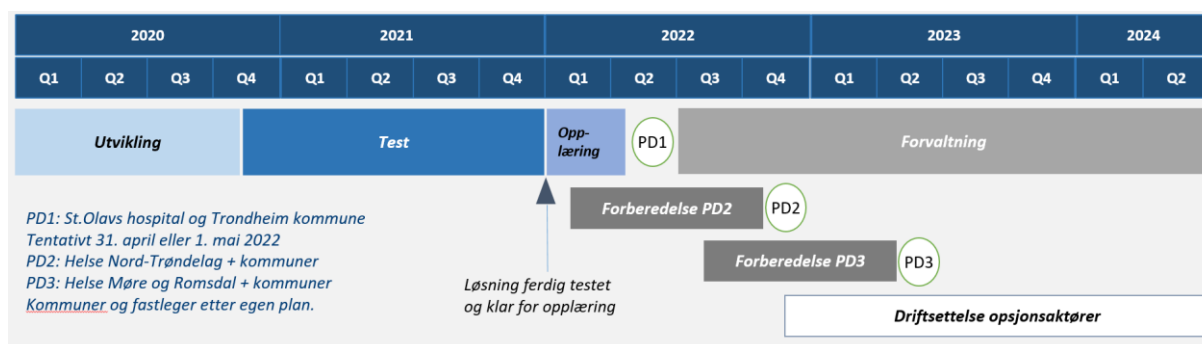 2020 2021 2022 2023 2024
Q1 Q2 Q3 Q4 Q1 Q2 Q3 Q4 Q1 Q2 Q3 Q4 Q1 Q2 Q3 Q4 Q1 Q2
Utvikling
Test
Opp-
læring
PD1
Forvaltning
Forberedelse PD2
PD2
Forberedelse PD3
PD3
Driftsettelse opsjonsaktører
PD1: St.Olavs hospital og Trondheim kommune
Tentativt 31. april eller 1. mai 2022
PD2: Helse Nord-Trøndelag + kommuner
PD3: Helse Møre og Romsdal + kommuner
Kommuner og fastleger etter egen plan.
Løsning ferdig testet
og klar for opplæring